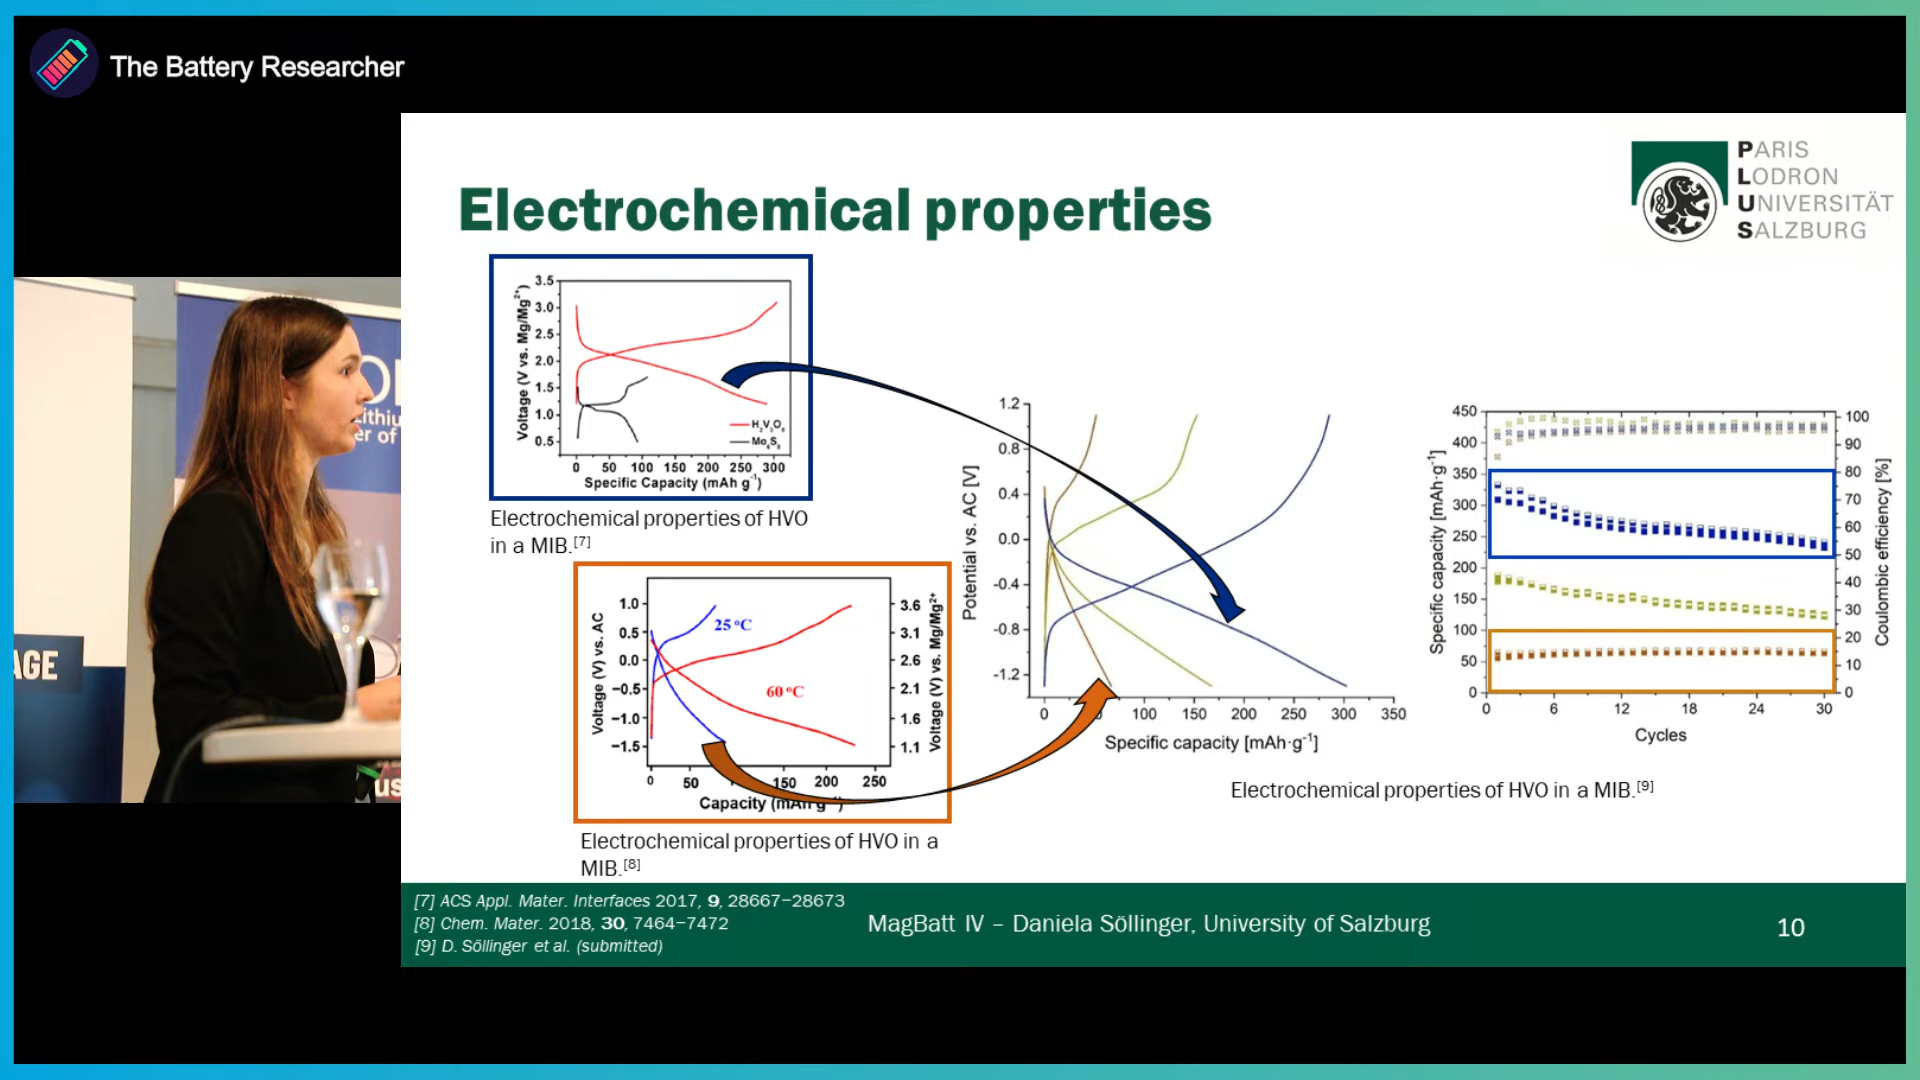 The Battery Researcher
PARIS
LODRON
UNIVERSITÄT
SALZBURG
Electrochemical properties
3.5
3.0
2.5
2.0
1.5
1.0
0.5
Voltage (V vs. Mg/Mg²⁺)
H₂V₃O₈
Mo₆S₈
0 50 100 150 200 250 300
Specific Capacity (mAh g⁻¹)
Electrochemical properties of HVO
in a MIB.[7]
1.0
0.5
0.0
−0.5
−1.0
−1.5
Voltage (V) vs. AC
25 °C
60 °C
3.6
3.1
2.6
2.1
1.6
1.1
Voltage (V) vs. Mg/Mg²⁺
0 50 150 200 250
Capacity (mAh g⁻¹)
Electrochemical properties of HVO in a
MIB.[8]
1.2
0.8
0.4
0.0
-0.4
-0.8
-1.2
Potential vs. AC [V]
0 100 150 200 250 300 350
Specific capacity [mAh·g⁻¹]
450
400
350
300
250
200
150
100
50
0
Specific capacity [mAh·g⁻¹]
100
90
80
70
60
50
40
30
20
10
0
Coulombic efficiency [%]
0 6 12 18 24 30
Cycles
Electrochemical properties of HVO in a MIB.[9]
AGE
[7] ACS Appl. Mater. Interfaces 2017, 9, 28667−28673
[8] Chem. Mater. 2018, 30, 7464−7472
[9] D. Söllinger et al. (submitted)
MagBatt IV – Daniela Söllinger, University of Salzburg
10